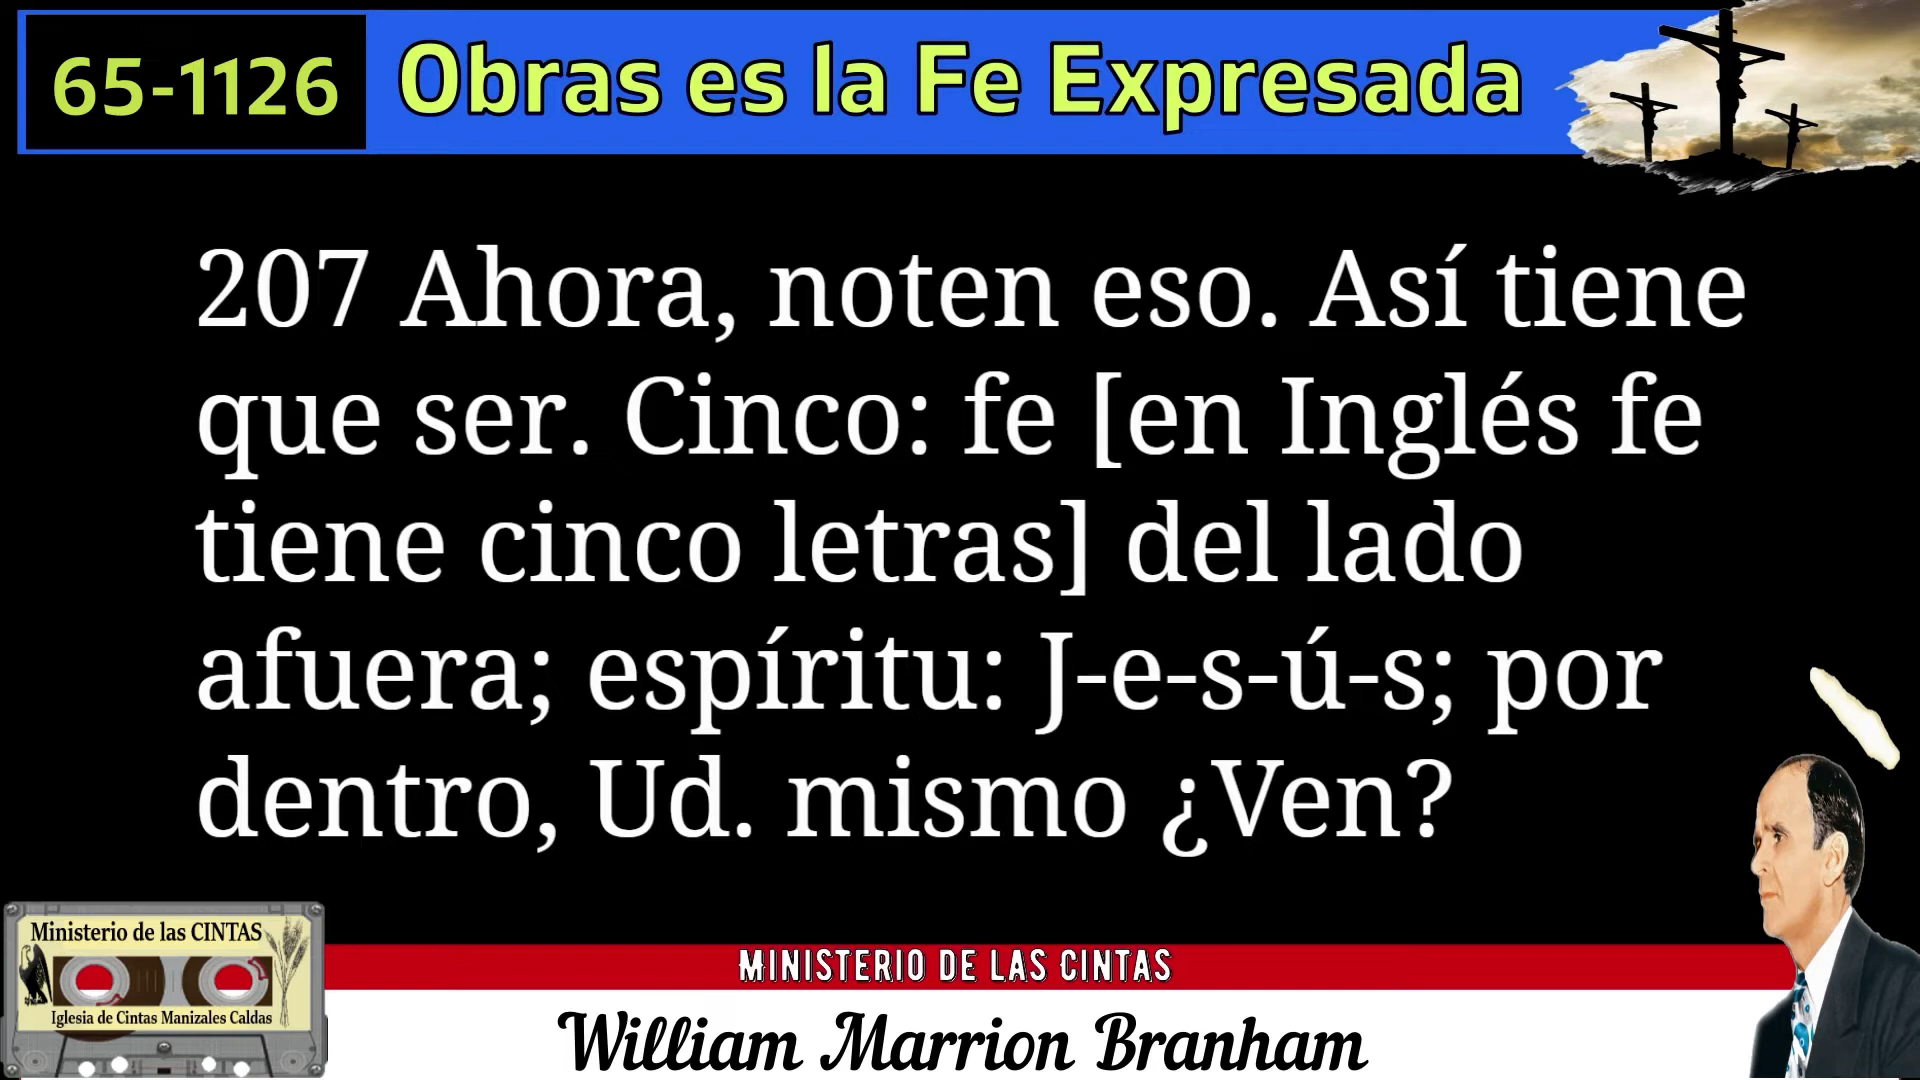 65-1126 Obras es la Fe Expresada
207 Ahora, noten eso. Así tiene
que ser. Cinco: fe [en Inglés fe
tiene cinco letras] del lado
afuera; espíritu: J-e-s-ú-s; por
dentro, Ud. mismo ¿Ven?
Ministerio de las CINTAS
Iglesia de Cintas Manizales Caldas
MINISTERIO DE LAS CINTAS
William Marrion Branham